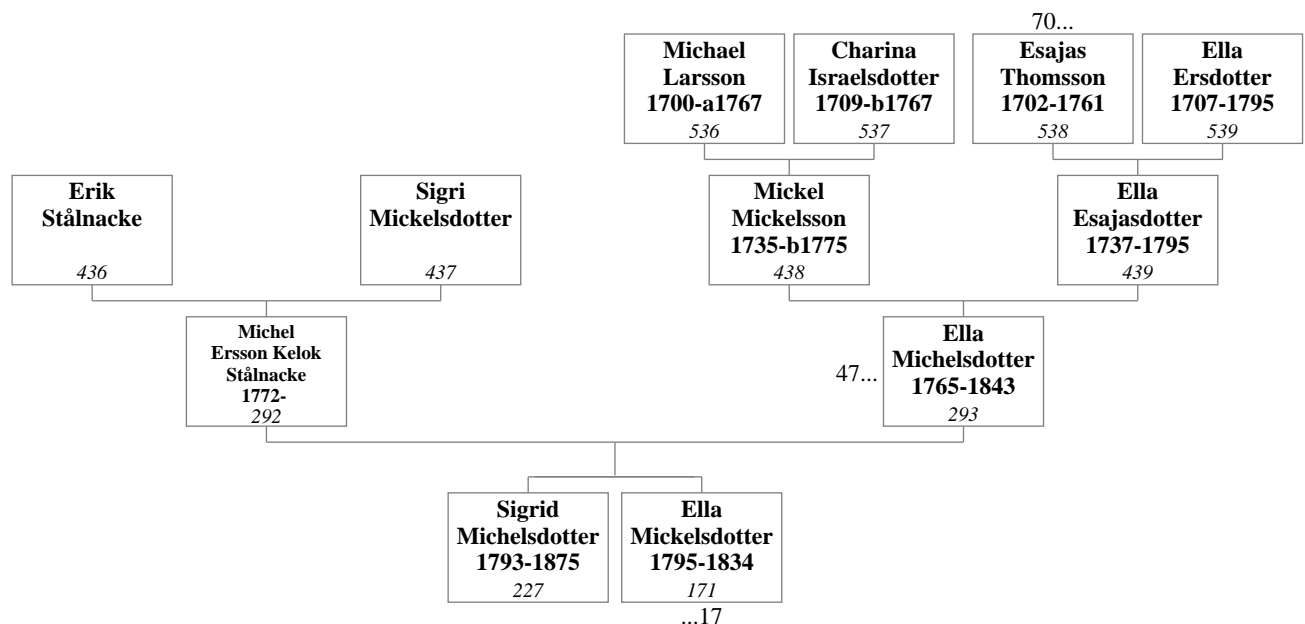 70...
Michael
Larsson
1700-a1767
536
Charina
Israelsdotter
1709-b1767
537
Esajas
Thomsson
1702-1761
538
Ella
Ersdotter
1707-1795
539
Erik
Stålnacke
436
Sigri
Mickelsdotter
437
Mickel
Mickelsson
1735-b1775
438
Ella
Esajasdotter
1737-1795
439
Michel
Ersson Kelok
Stålnacke
1772-
292
47...
Ella
Michelsdotter
1765-1843
293
Sigrid
Michelsdotter
1793-1875
227
Ella
Mickelsdotter
1795-1834
171
...17